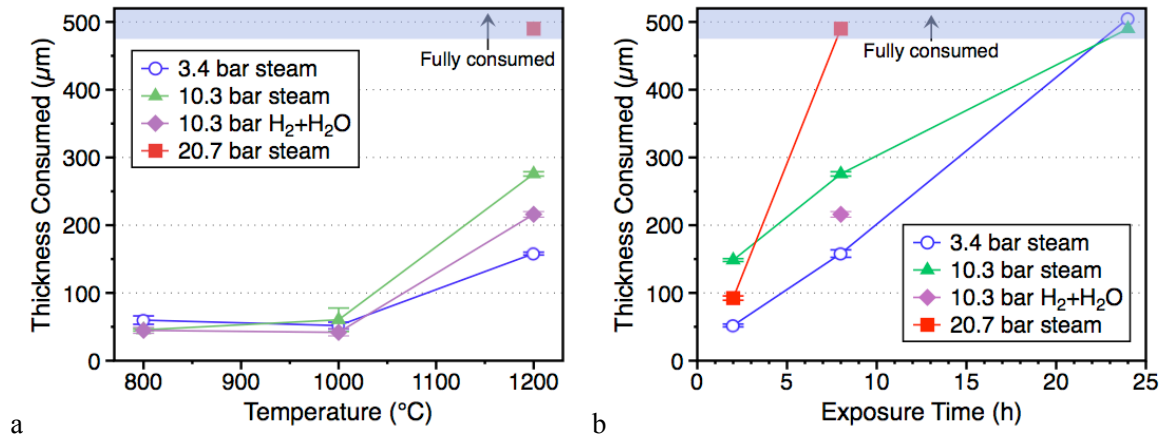 500
400
300
200
100
0
Thickness Consumed (µm)
Fully consumed
3.4 bar steam
10.3 bar steam
10.3 bar H₂+H₂O
20.7 bar steam
800 900 1000 1100 1200
Temperature (°C)
a
500
400
300
200
100
0
Thickness Consumed (µm)
Fully consumed
3.4 bar steam
10.3 bar steam
10.3 bar H₂+H₂O
20.7 bar steam
0 5 10 15 20 25
Exposure Time (h)
b